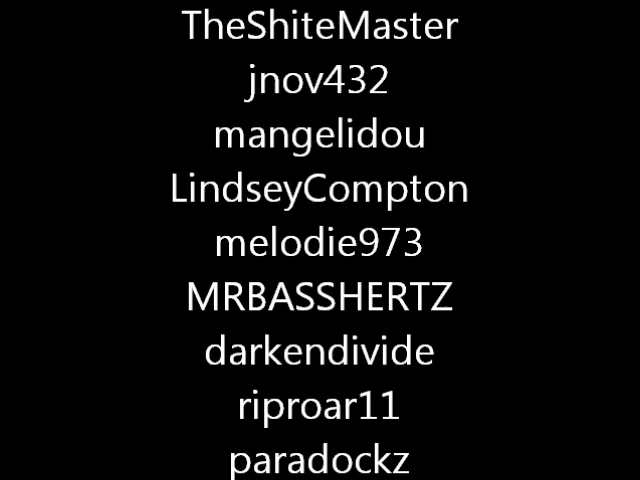 TheShiteMaster
jnov432
mangelidou
LindseyCompton
melodie973
MRBASSHERTZ
darkendivide
riproar11
paradockz